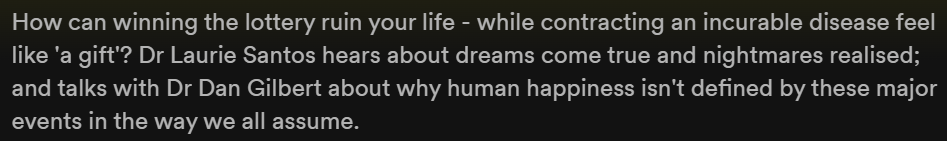 How can winning the lottery ruin your life - while contracting an incurable disease feel
like 'a gift'? Dr Laurie Santos hears about dreams come true and nightmares realised;
and talks with Dr Dan Gilbert about why human happiness isn't defined by these major
events in the way we all assume.